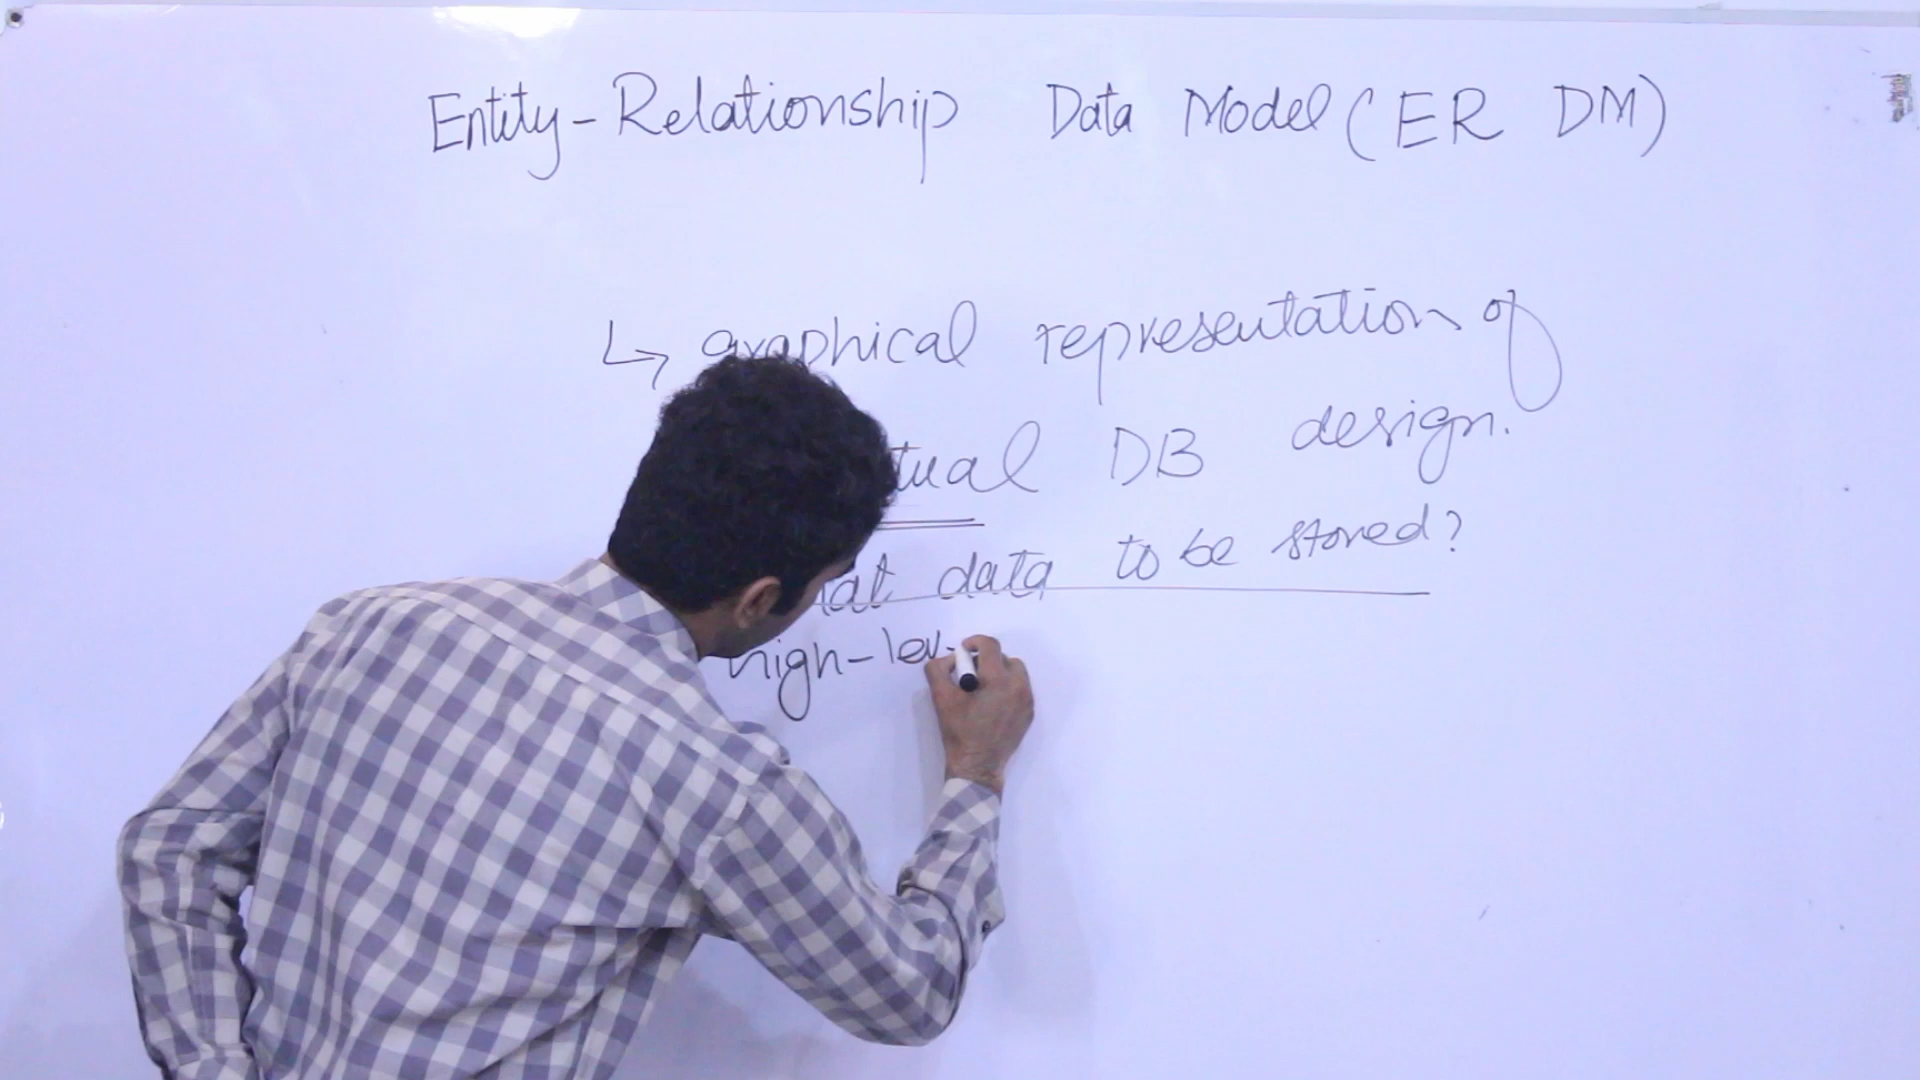 Entity-Relationship Data Model (ER DM)
↳ graphical representation of
tual DB design.
at data to be stored?
high-lev